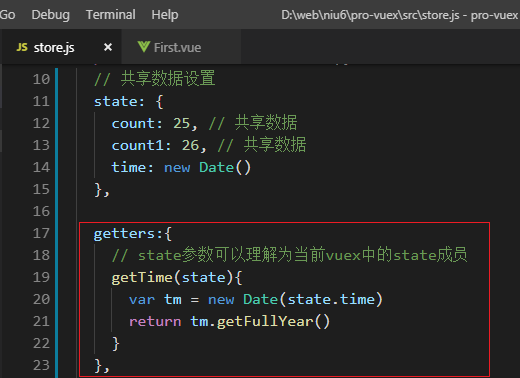 Go Debug Terminal Help D:\web\niu6\pro-vuex\src\store.js - pro-vuex
JS store.js × First.vue
10 // 共享数据设置
11 state: {
12 count: 25, // 共享数据
13 count1: 26, // 共享数据
14 time: new Date()
15 },
16
17 getters:{
18 // state参数可以理解为当前vuex中的state成员
19 getTime(state){
20 var tm = new Date(state.time)
21 return tm.getFullYear()
22 }
23 },